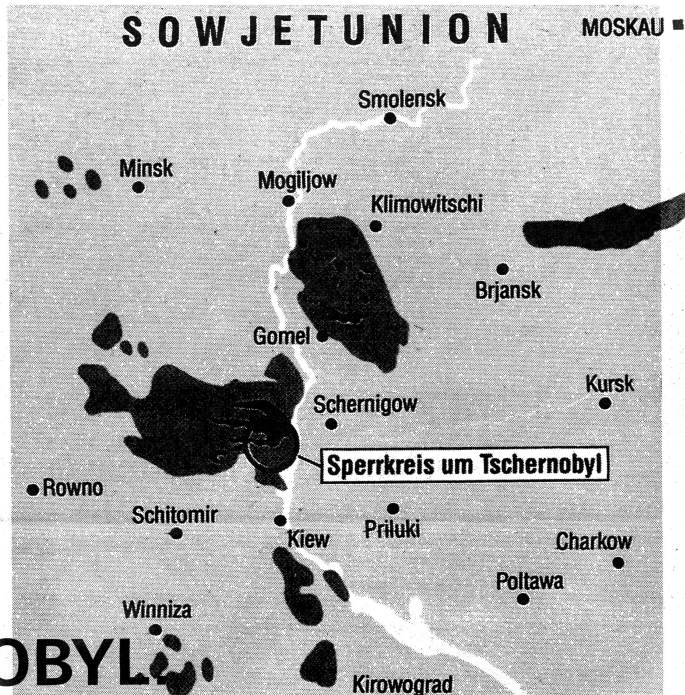 SOWJETUNION
MOSKAU
Smolensk
Minsk
Mogiljow
Klimowitschi
Brjansk
Gomel
Kursk
Schernigow
Sperrkreis um Tschernobyl
Rowno
Schitomir
Kiew
Priluki
Charkow
Poltawa
Winniza
OBYL.
Kirowograd